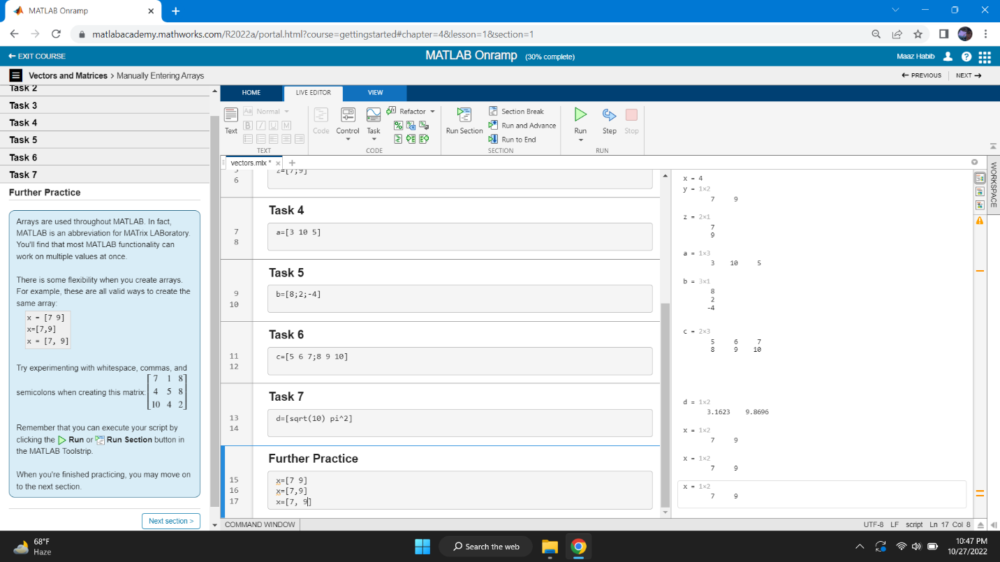 MATLAB Onramp
matlabacademy.mathworks.com/R2022a/portal.html?course=gettingstarted#chapter=4&lesson=1&section=1
EXIT COURSE
MATLAB Onramp (30% complete)
Maaz Habib
Vectors and Matrices > Manually Entering Arrays
PREVIOUS
NEXT
Task 2
Task 3
Task 4
Task 5
Task 6
Task 7
Further Practice
Arrays are used throughout MATLAB. In fact,
MATLAB is an abbreviation for MATrix LABoratory.
You'll find that most MATLAB functionality can
work on multiple values at once.
There is some flexibility when you create arrays.
For example, these are all valid ways to create the
same array:
x = [7 9]
x=[7,9]
x = [7, 9]
Try experimenting with whitespace, commas, and
semicolons when creating this matrix:
7 1 8
4 5 8
10 4 2
Remember that you can execute your script by
clicking the Run or Run Section button in
the MATLAB Toolstrip.
When you're finished practicing, you may move on
to the next section.
Next section >
HOME
LIVE EDITOR
VIEW
Text
Aa Normal
B I U M
TEXT
Code
Control
Task
Refactor
CODE
Run Section
Section Break
Run and Advance
Run to End
SECTION
Run
Step
Stop
RUN
vectors.mlx *
WORKSPACE
5 z=[7;9]
6
Task 4
7 a=[3 10 5]
8
Task 5
9 b=[8;2;-4]
10
Task 6
11 c=[5 6 7;8 9 10]
12
Task 7
13 d=[sqrt(10) pi^2]
14
Further Practice
15 x=[7 9]
16 x=[7,9]
17 x=[7, 9]
x = 4
y = 1×2
7 9
z = 2×1
7
9
a = 1×3
3 10 5
b = 3×1
8
2
-4
c = 2×3
5 6 7
8 9 10
d = 1×2
3.1623 9.8696
x = 1×2
7 9
x = 1×2
7 9
x = 1×2
7 9
COMMAND WINDOW
UTF-8 LF script Ln 17 Col 8
68°F
Haze
Search the web
10:47 PM
10/27/2022